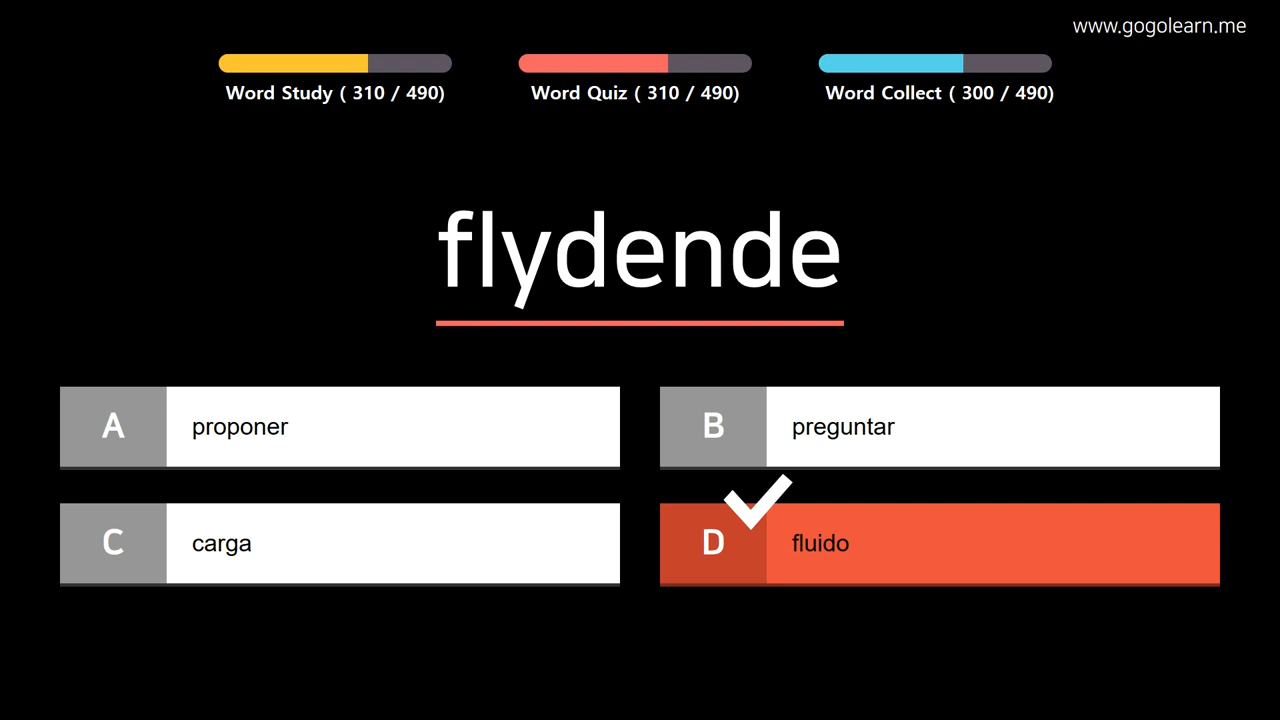 www.gogolearn.me
Word Study ( 310 / 490)
Word Quiz ( 310 / 490)
Word Collect ( 300 / 490)
flydende
A proponer
B preguntar
C carga
D fluido